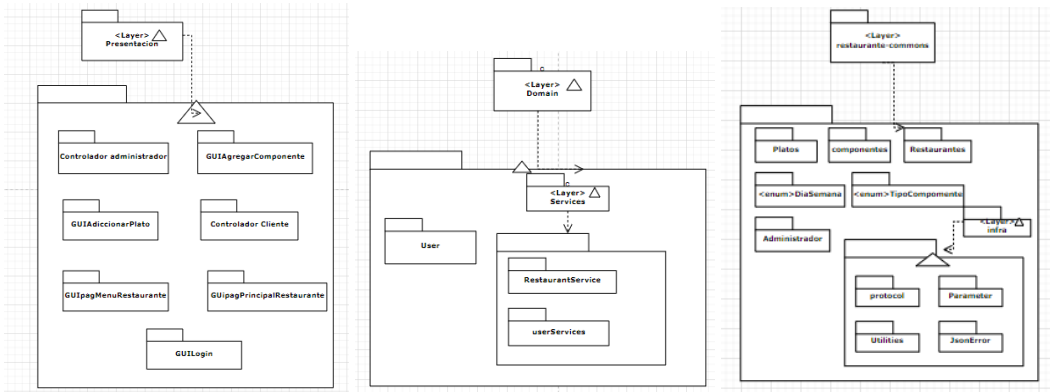 <Layer>
Presentacion
Controlador administrador
GUIAgregarComponente
GUIAdiccionarPlato
Controlador Cliente
GUIpagMenuRestaurante
GUipagPrincipalRestaurante
GUILogin
c
<Layer>
Domain
c
<Layer>
Services
User
RestaurantService
userServices
<Layer>
restaurante-commons
Platos
componentes
Restaurantes
<enum>DiaSemana
<enum>TipoCompomente
Administrador
<Layer>
infra
protocol
Parameter
Utilities
JsonError